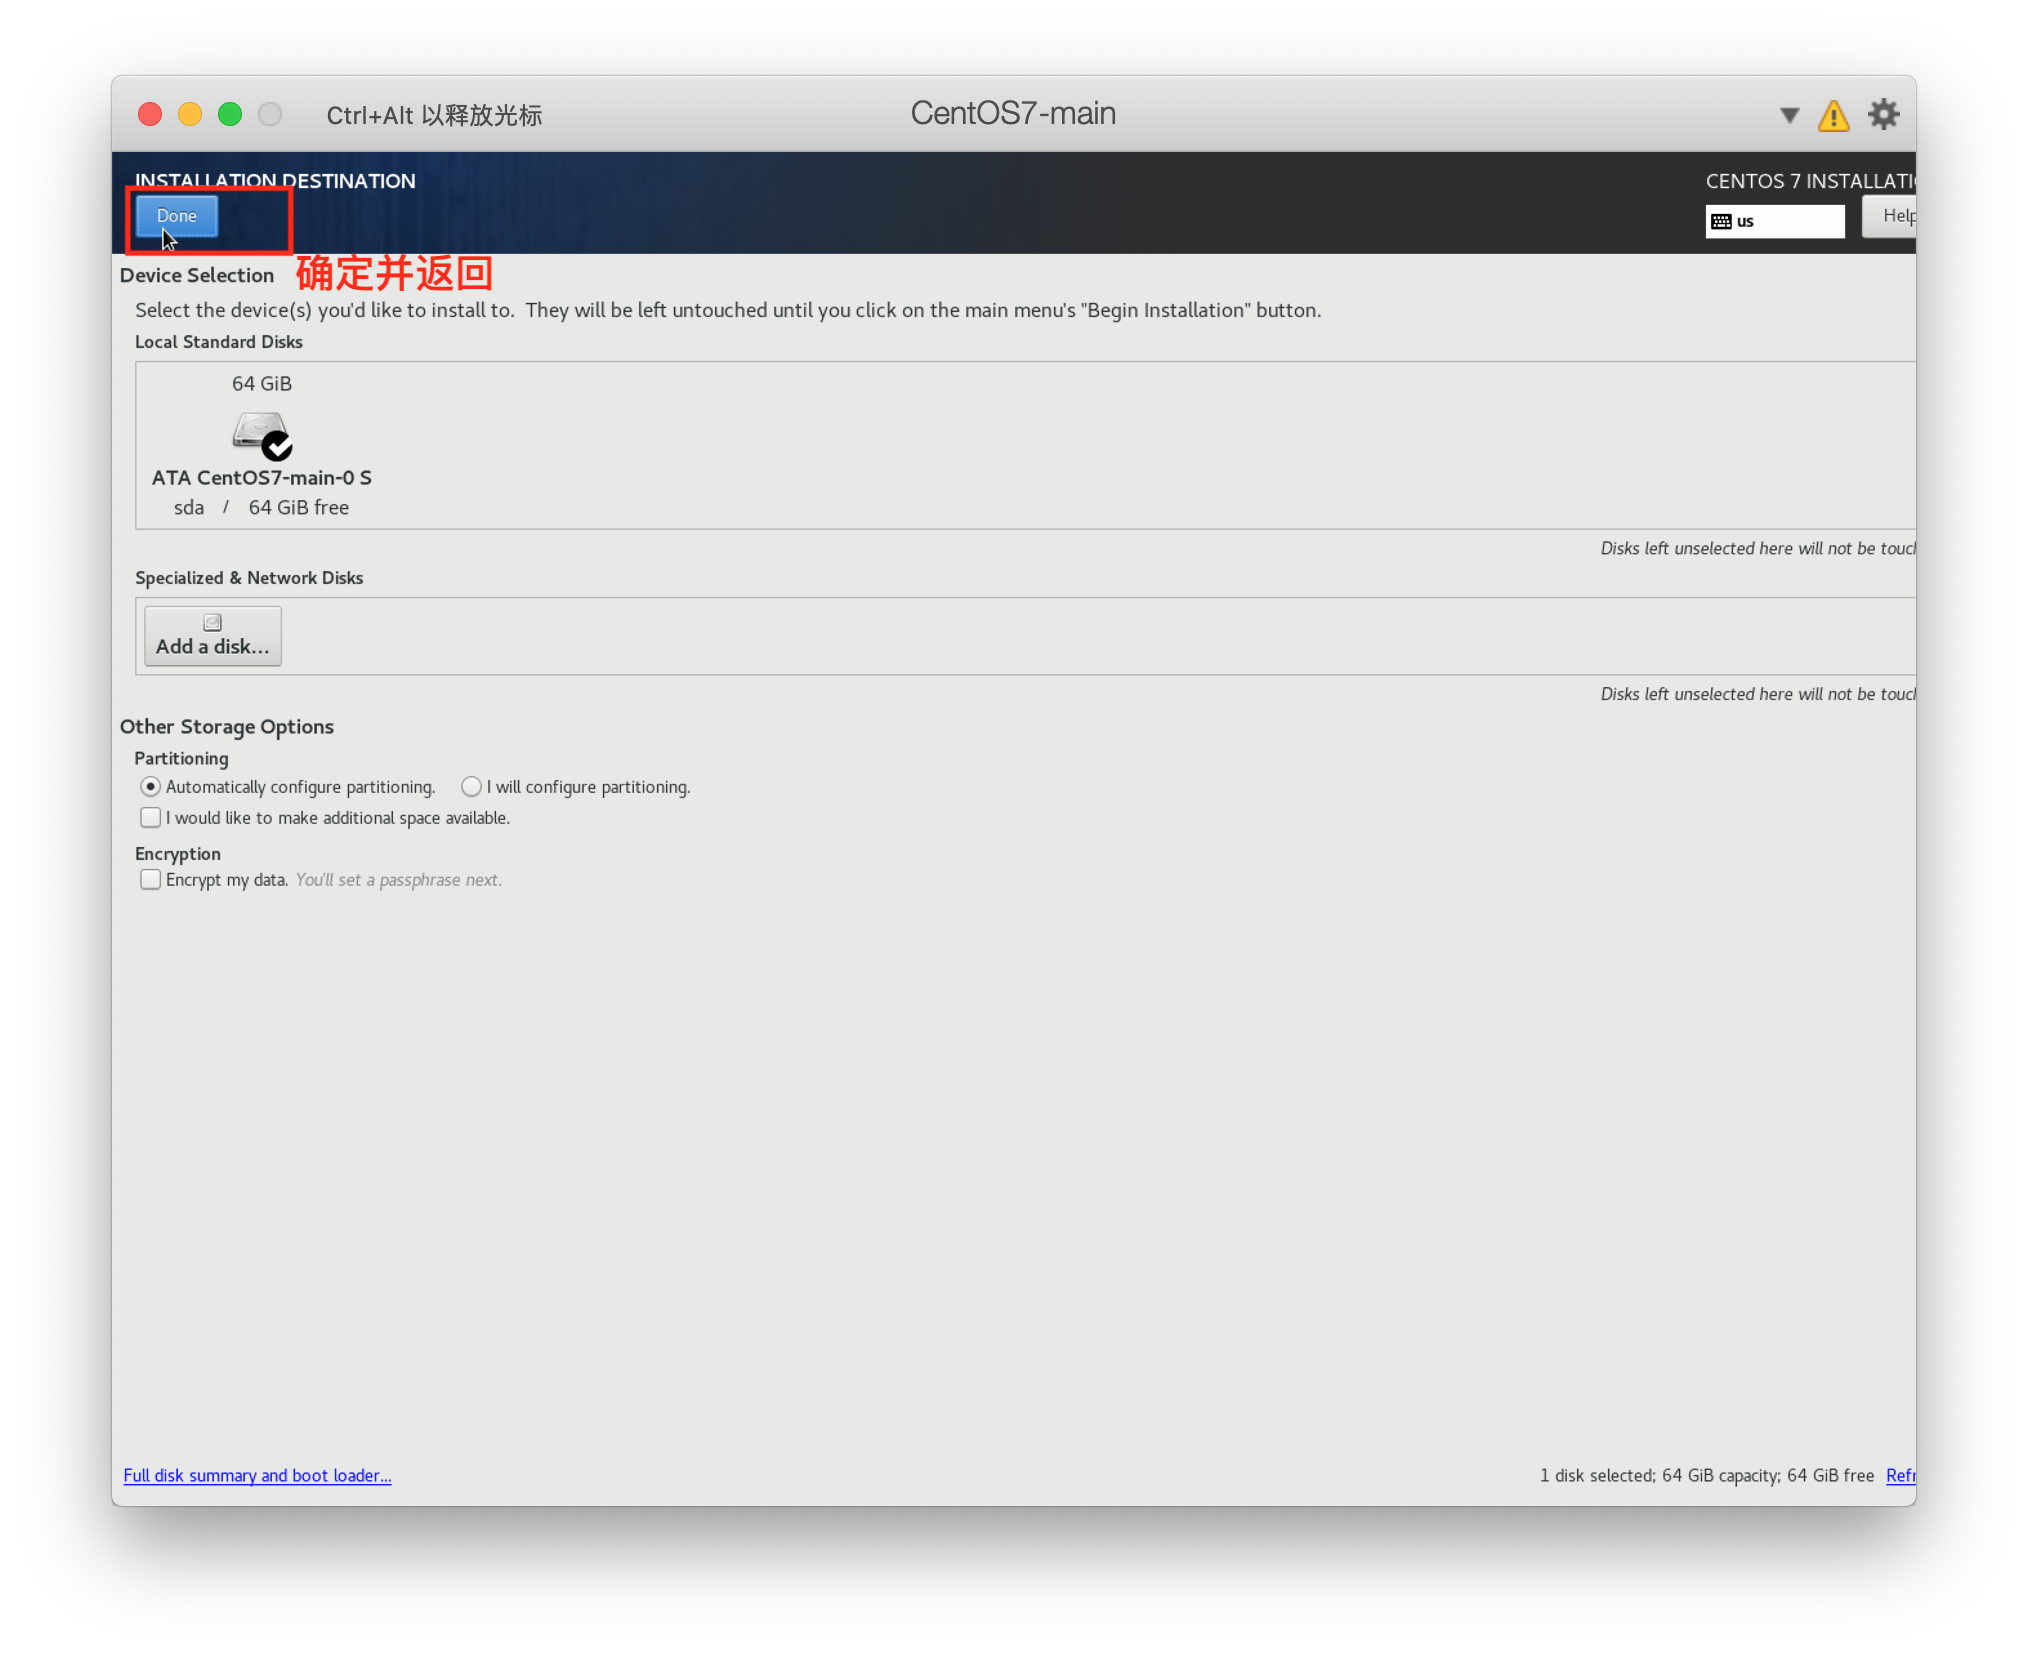 Ctrl+Alt 以释放光标
CentOS7-main
INSTALLATION DESTINATION
CENTOS 7 INSTALLATI
Done
us
Help
Device Selection
确定并返回
Select the device(s) you'd like to install to.  They will be left untouched until you click on the main menu's "Begin Installation" button.
Local Standard Disks
64 GiB
ATA CentOS7-main-0 S
sda / 64 GiB free
Disks left unselected here will not be touch
Specialized & Network Disks
Add a disk...
Disks left unselected here will not be touch
Other Storage Options
Partitioning
Automatically configure partitioning. I will configure partitioning.
I would like to make additional space available.
Encryption
Encrypt my data. You'll set a passphrase next.
Full disk summary and boot loader...
1 disk selected; 64 GiB capacity; 64 GiB free Refr